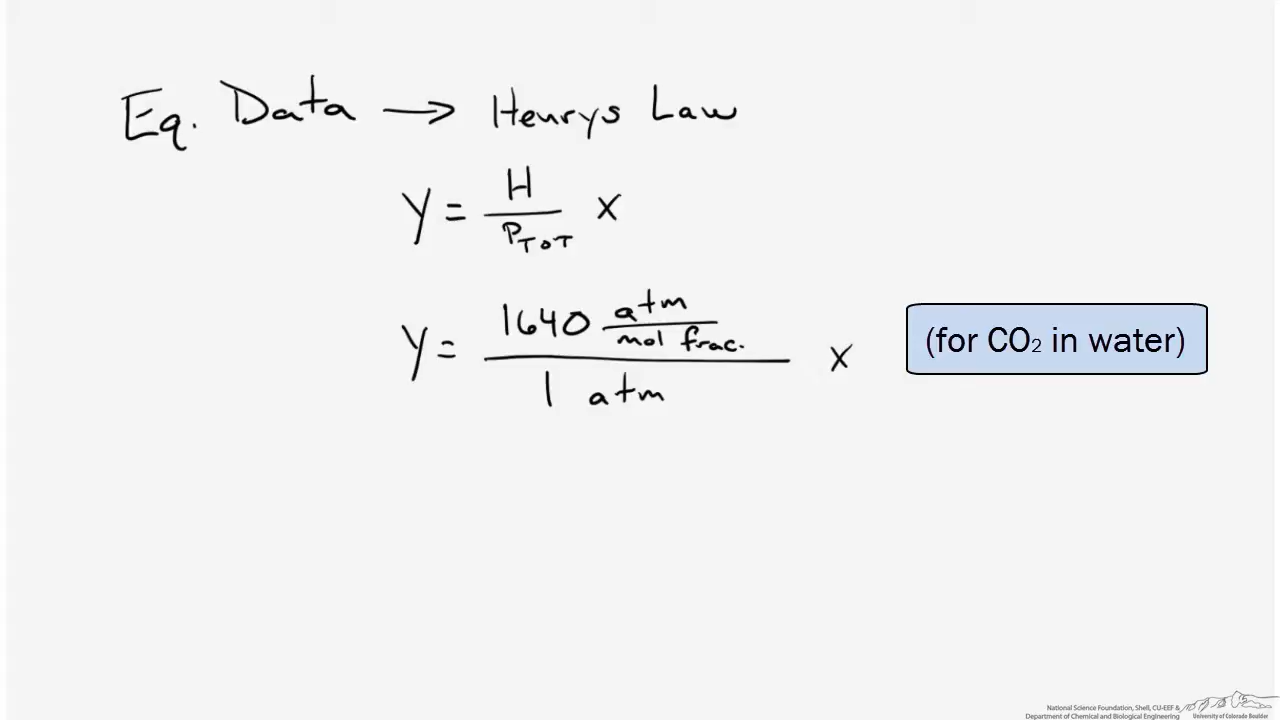 Eq. Data → Henrys Law
Y = H / P_TOT x
Y = 1640 atm / mol frac. / 1 atm x
(for CO₂ in water)
National Science Foundation, Shell, CU-EEF &
Department of Chemical and Biological Engineering
University of Colorado Boulder